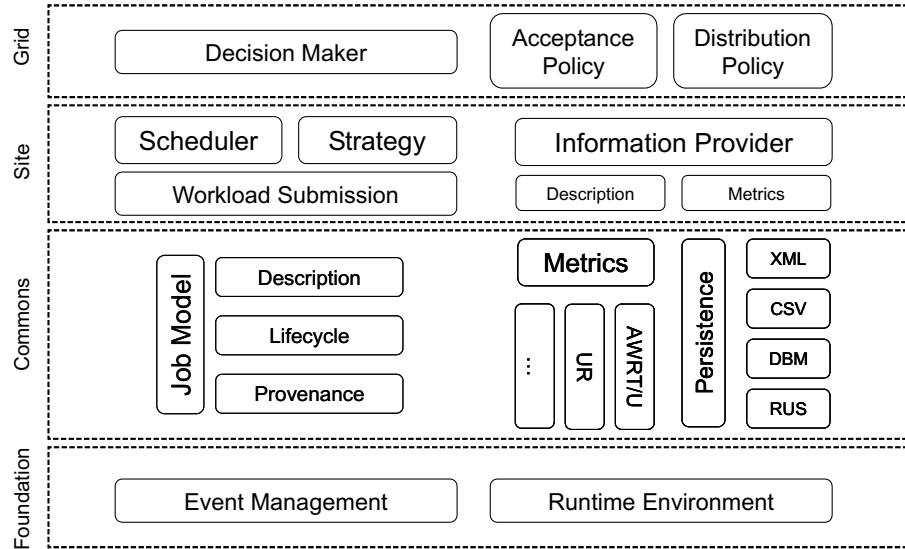 Grid
Decision Maker
Acceptance
Policy
Distribution
Policy
Site
Scheduler
Strategy
Information Provider
Workload Submission
Description
Metrics
Commons
Job Model
Description
Lifecycle
Provenance
Metrics
...
UR
AWRT/U
Persistence
XML
CSV
DBM
RUS
Foundation
Event Management
Runtime Environment